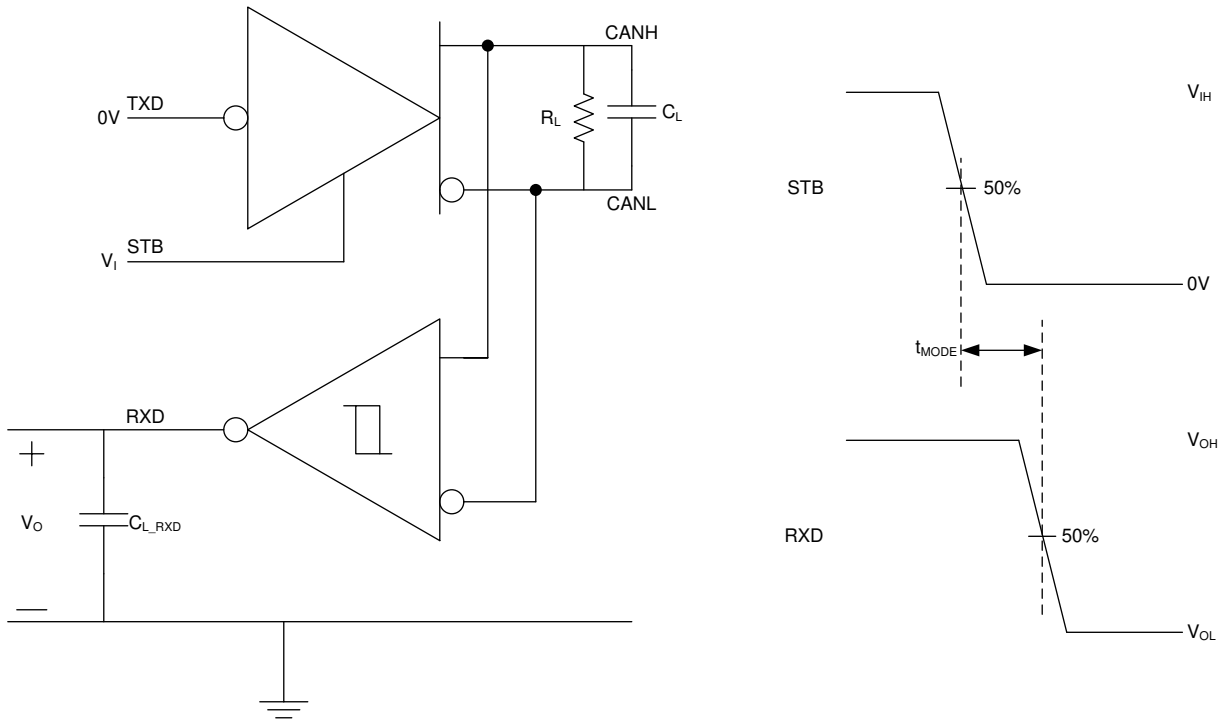 CANH
0V TXD
R_L
C_L
CANL
V_I STB
RXD
+
V_O
C_L_RXD
—
V_IH
STB
50%
0V
t_MODE
V_OH
RXD
50%
V_OL